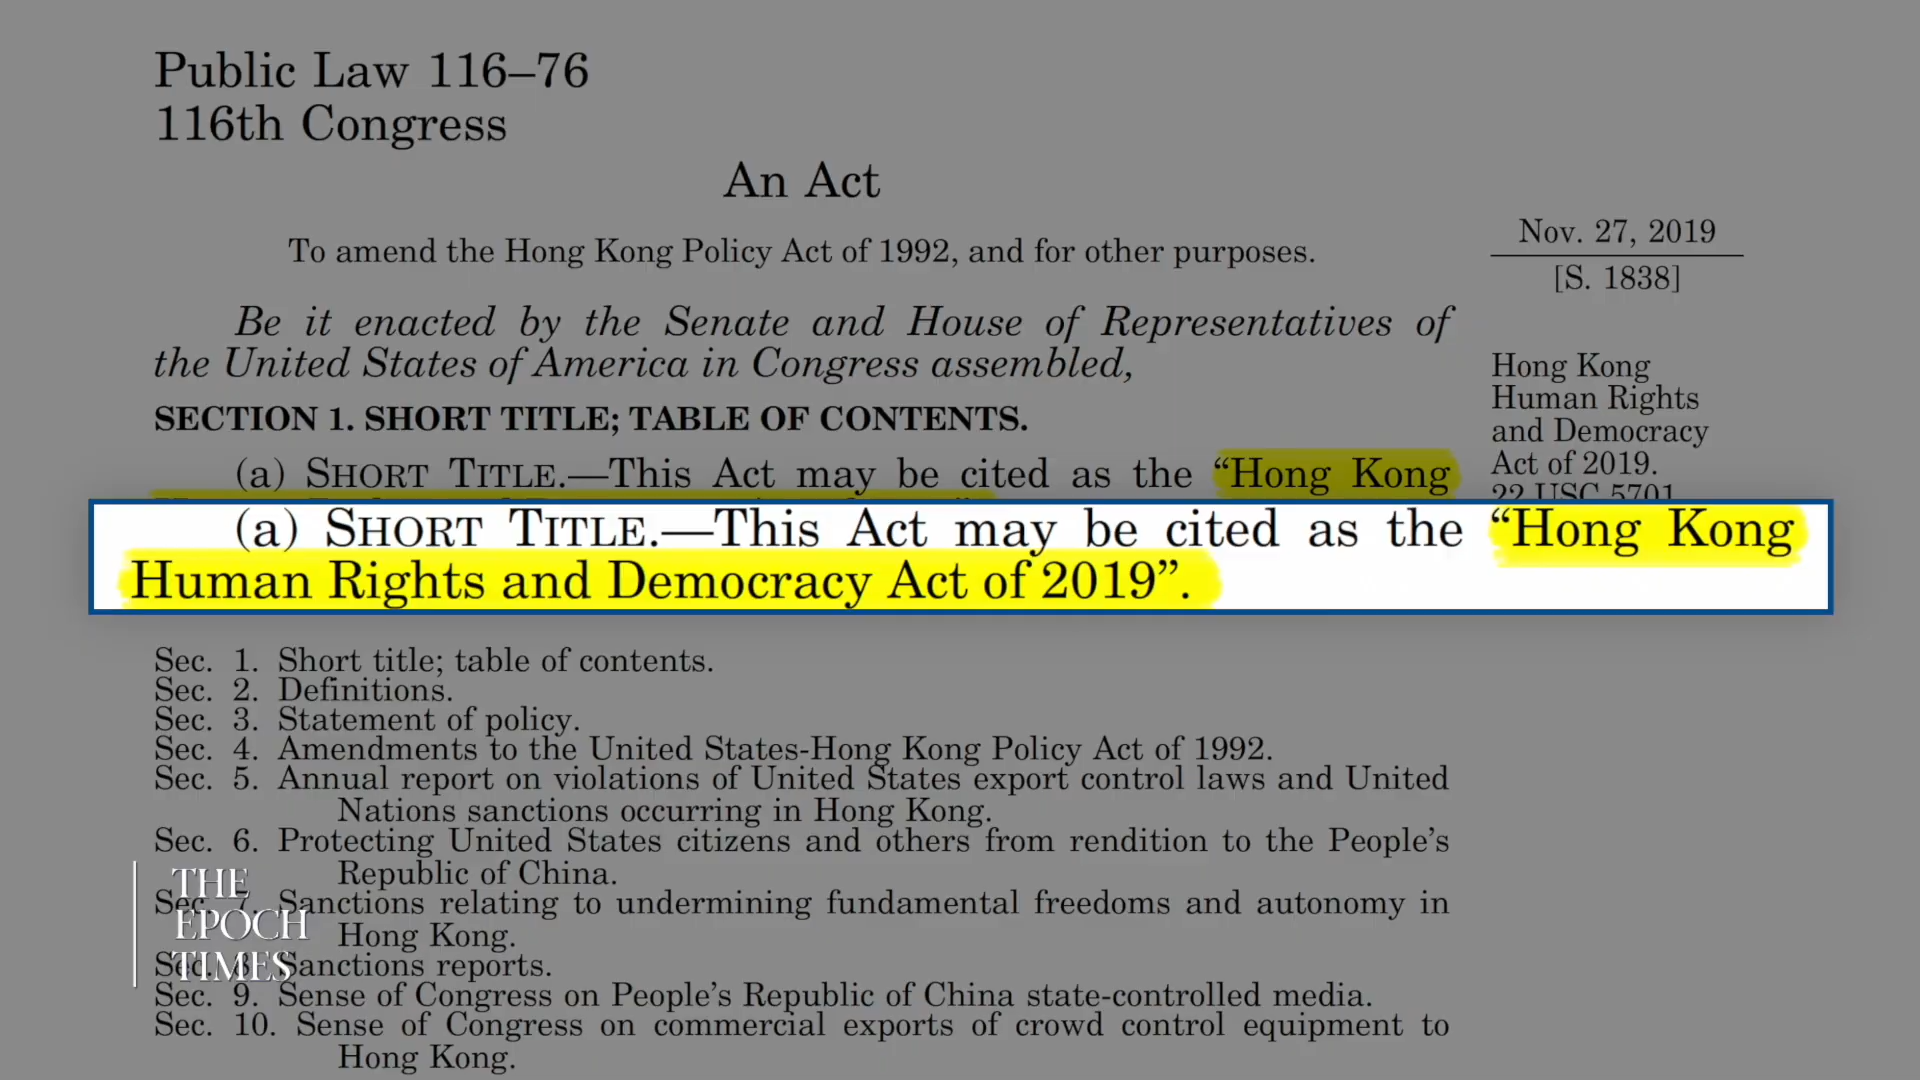 Public Law 116–76
116th Congress
An Act
To amend the Hong Kong Policy Act of 1992, and for other purposes.
Nov. 27, 2019
[S. 1838]
Be it enacted by the Senate and House of Representatives of
the United States of America in Congress assembled,
SECTION 1. SHORT TITLE; TABLE OF CONTENTS.
(a) SHORT TITLE.—This Act may be cited as the “Hong Kong
Hong Kong
Human Rights
and Democracy
Act of 2019.
22 USC 5701
(a) SHORT TITLE.—This Act may be cited as the “Hong Kong
Human Rights and Democracy Act of 2019”.
Sec. 1. Short title; table of contents.
Sec. 2. Definitions.
Sec. 3. Statement of policy.
Sec. 4. Amendments to the United States-Hong Kong Policy Act of 1992.
Sec. 5. Annual report on violations of United States export control laws and United
Nations sanctions occurring in Hong Kong.
Sec. 6. Protecting United States citizens and others from rendition to the People’s
Republic of China.
Sec. 7. Sanctions relating to undermining fundamental freedoms and autonomy in
Hong Kong.
Sec. 8. Sanctions reports.
Sec. 9. Sense of Congress on People’s Republic of China state-controlled media.
Sec. 10. Sense of Congress on commercial exports of crowd control equipment to
Hong Kong.
THE
EPOCH
TIMES